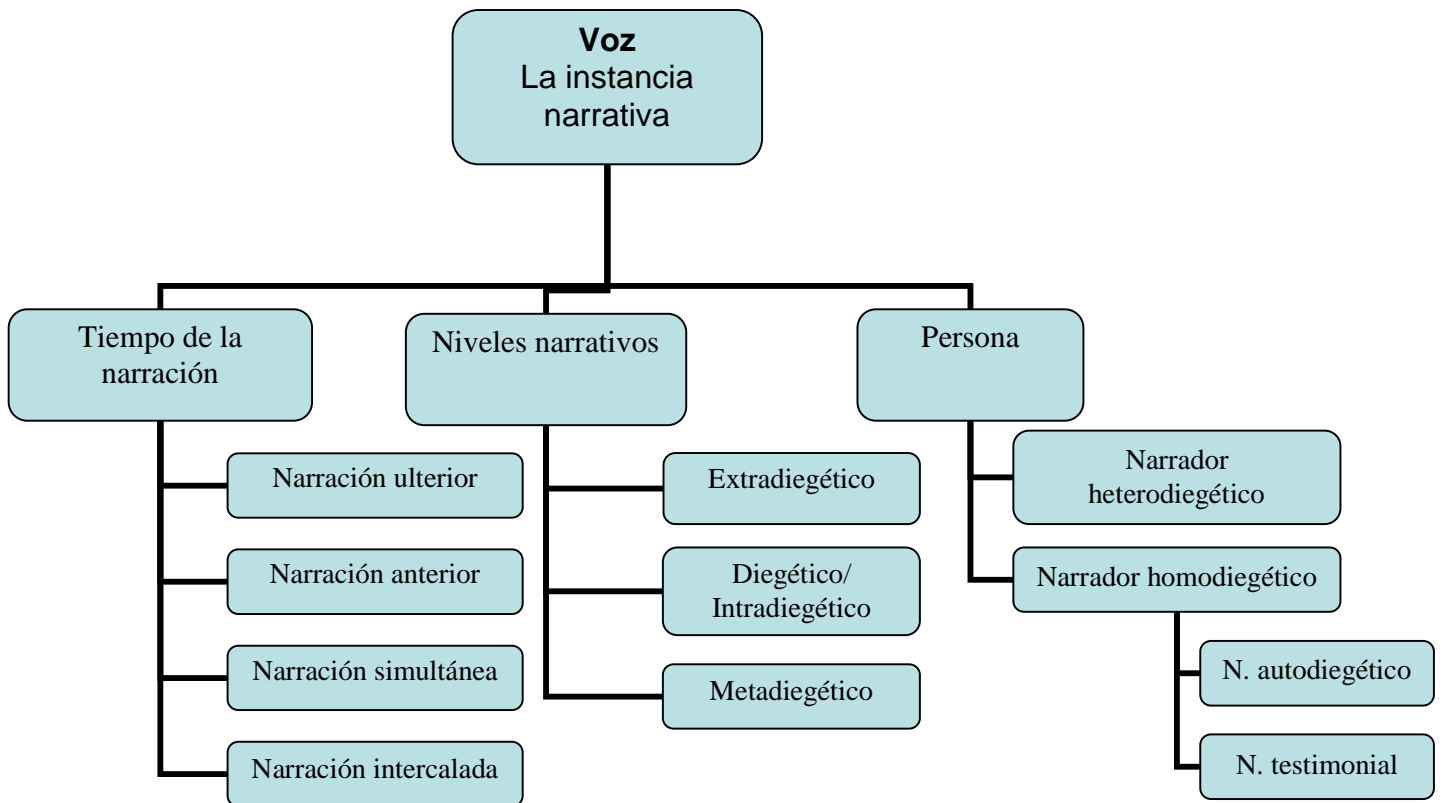 Voz
La instancia
narrativa
Tiempo de la
narración
Narración ulterior
Narración anterior
Narración simultánea
Narración intercalada
Niveles narrativos
Extradiegético
Diegético/
Intradiegético
Metadiegético
Persona
Narrador
heterodiegético
Narrador homodiegético
N. autodiegético
N. testimonial